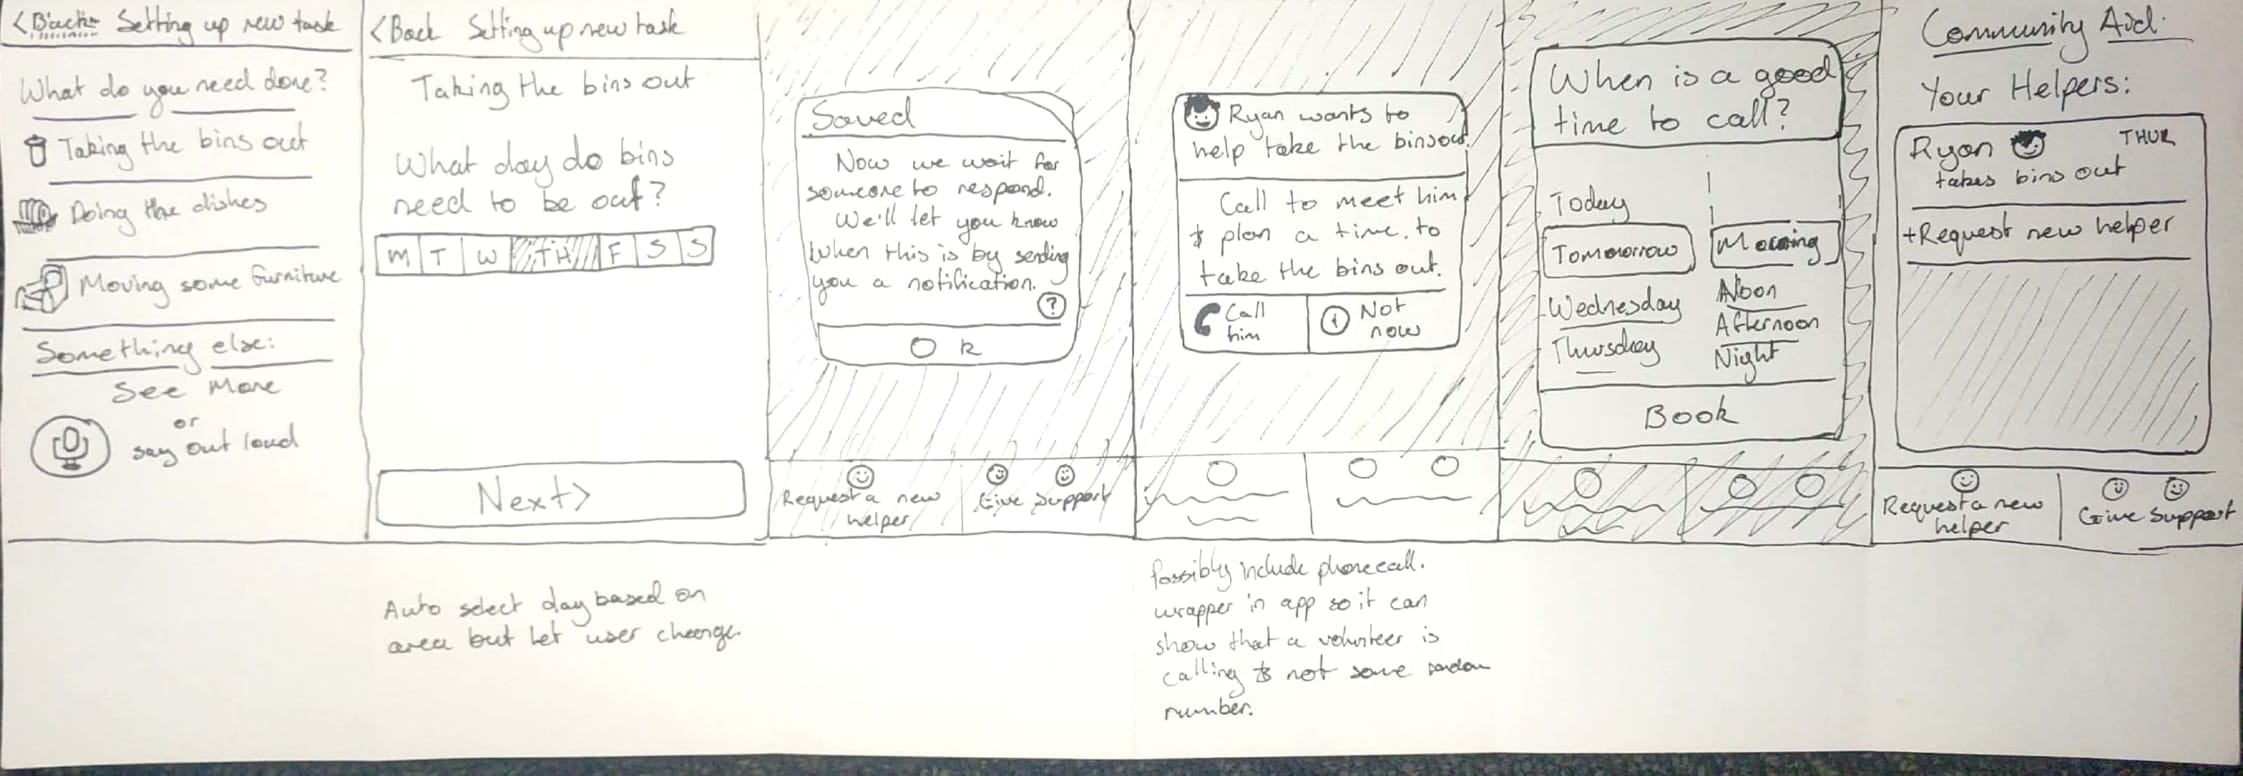 <Back Setting up new task
What do you need done?
Taking the bins out
Doing the dishes
Moving some furniture
Something else:
See More
or
say out loud
<Back Setting up new task
Taking the bins out
What day do bins
need to be out?
M T W TH F S S
Next>
Auto select day based on
area but let user change.
Saved
Now we wait for
someone to respond.
We'll let you know
when this is by sending
you a notification.
?
OK
Request a new
helper
Give Support
Ryan wants to
help take the bins out.
Call to meet him
& plan a time. to
take the bins out.
Call
him
Not
now
Possibly include phonecall.
wrapper in app so it can
show that a volunteer is
calling & not some random
number.
When is a good
time to call?
Today
Tomorrow Morning
Wednesday Noon
Thursday Afternoon
Night
Book
Community Aid.
Your Helpers:
Ryan THUR
takes bins out
+Request new helper
Request a new
helper
Give Support